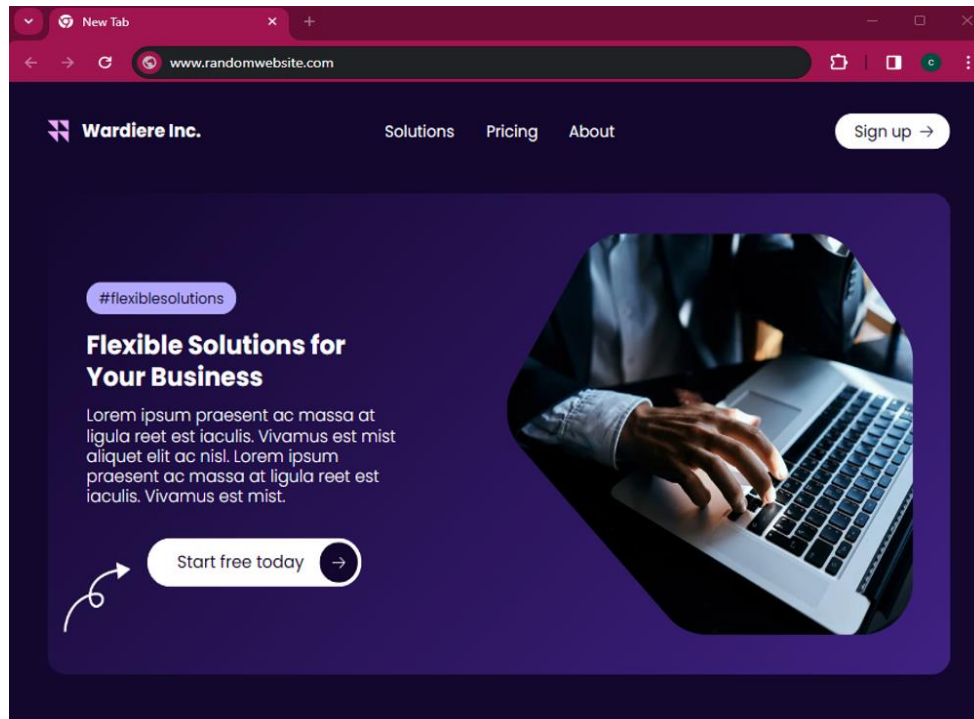 New Tab
www.randomwebsite.com
C
Wardiere Inc.
Solutions Pricing About
Sign up →
#flexiblesolutions
Flexible Solutions for
Your Business
Lorem ipsum praesent ac massa at
ligula reet est iaculis. Vivamus est mist
aliquet elit ac nisl. Lorem ipsum
praesent ac massa at ligula reet est
iaculis. Vivamus est mist.
Start free today →